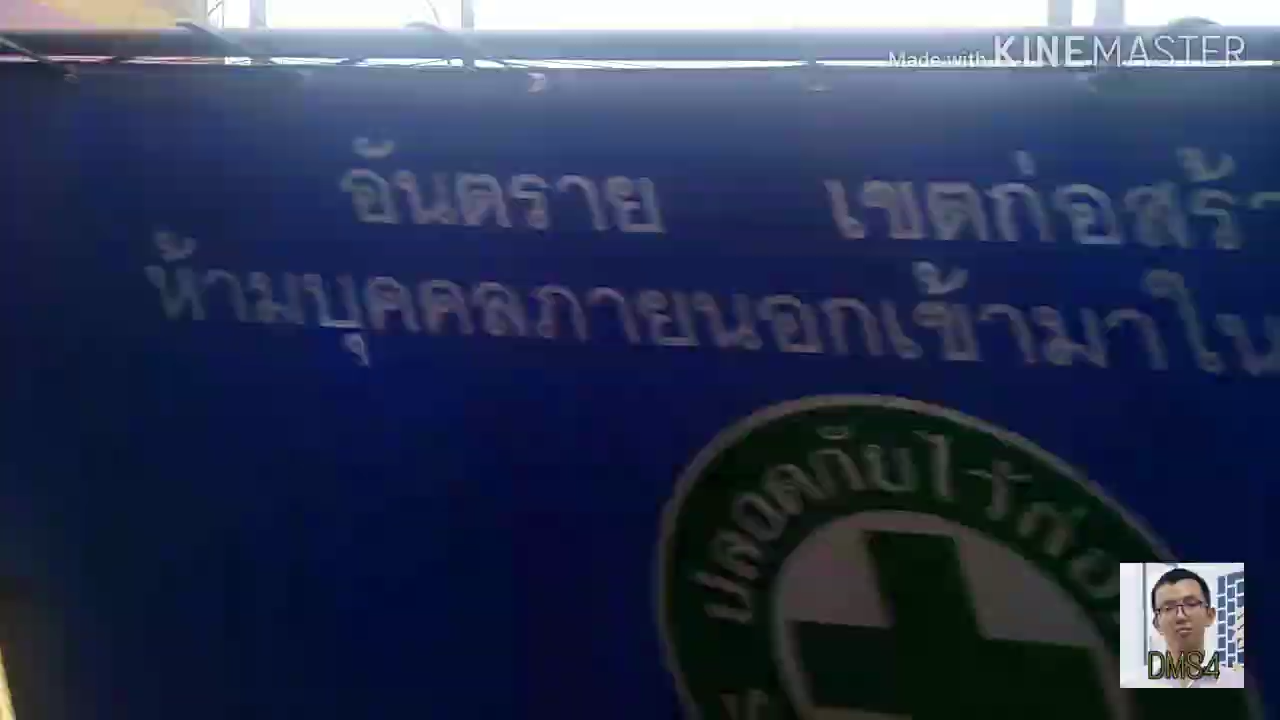 Made with KINEMASTER
อันตราย เขตก่อสร้า
ห้ามบุคคลภายนอกเข้ามาใน
ปลอดภัยไว้ก่อ
DMS4